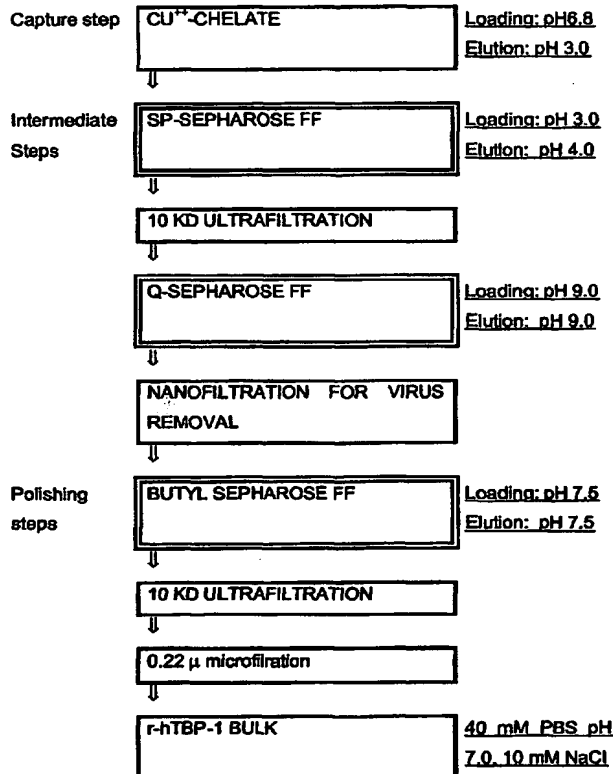 Capture step
CU++-CHELATE
Loading: pH6.8
Elution: pH 3.0
⇓
Intermediate
Steps
SP-SEPHAROSE FF
Loading: pH 3.0
Elution: pH 4.0
⇓
10 KD ULTRAFILTRATION
⇓
Q-SEPHAROSE FF
Loading: pH 9.0
Elution: pH 9.0
⇓
NANOFILTRATION FOR VIRUS
REMOVAL
⇓
Polishing
steps
BUTYL SEPHAROSE FF
Loading: pH 7.5
Elution: pH 7.5
⇓
10 KD ULTRAFILTRATION
⇓
0.22 µ microfilration
⇓
r-hTBP-1 BULK
40 mM PBS pH
7.0, 10 mM NaCl